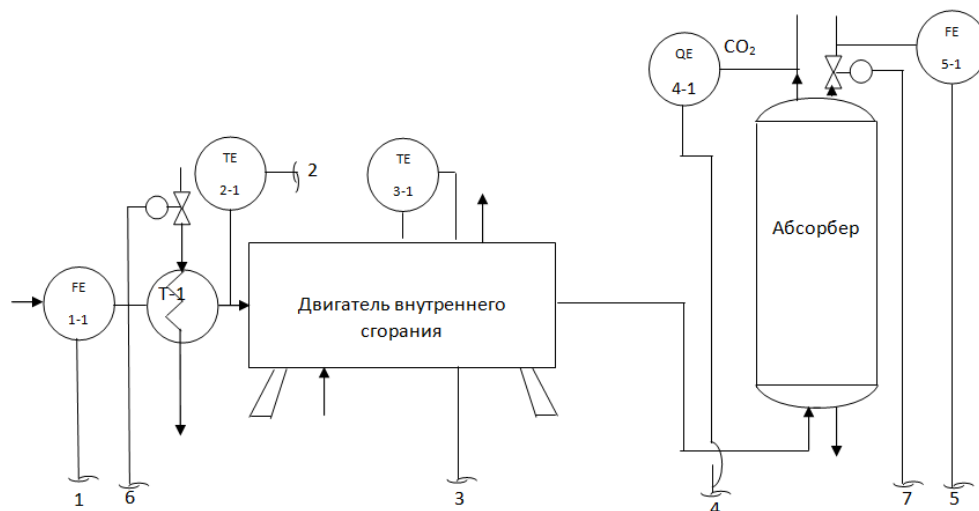 QE
4-1
CO₂
FE
5-1
TE
2-1
2
TE
3-1
Абсорбер
FE
1-1
Т-1
Двигатель внутреннего
сгорания
1
6
3
4
7
5